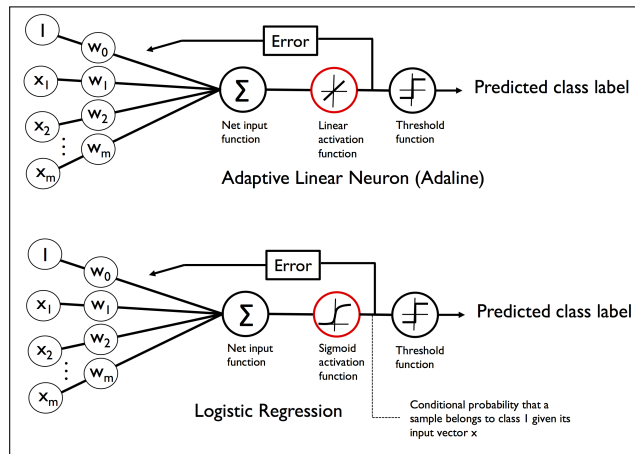 1
w0
Error
x1
w1
Σ
Predicted class label
x2
w2
Net input
function
Linear
activation
function
Threshold
function
xm
wm
Adaptive Linear Neuron (Adaline)
1
w0
Error
x1
w1
Σ
Predicted class label
x2
w2
Net input
function
Sigmoid
activation
function
Threshold
function
xm
wm
Logistic Regression
Conditional probability that a
sample belongs to class 1 given its
input vector x